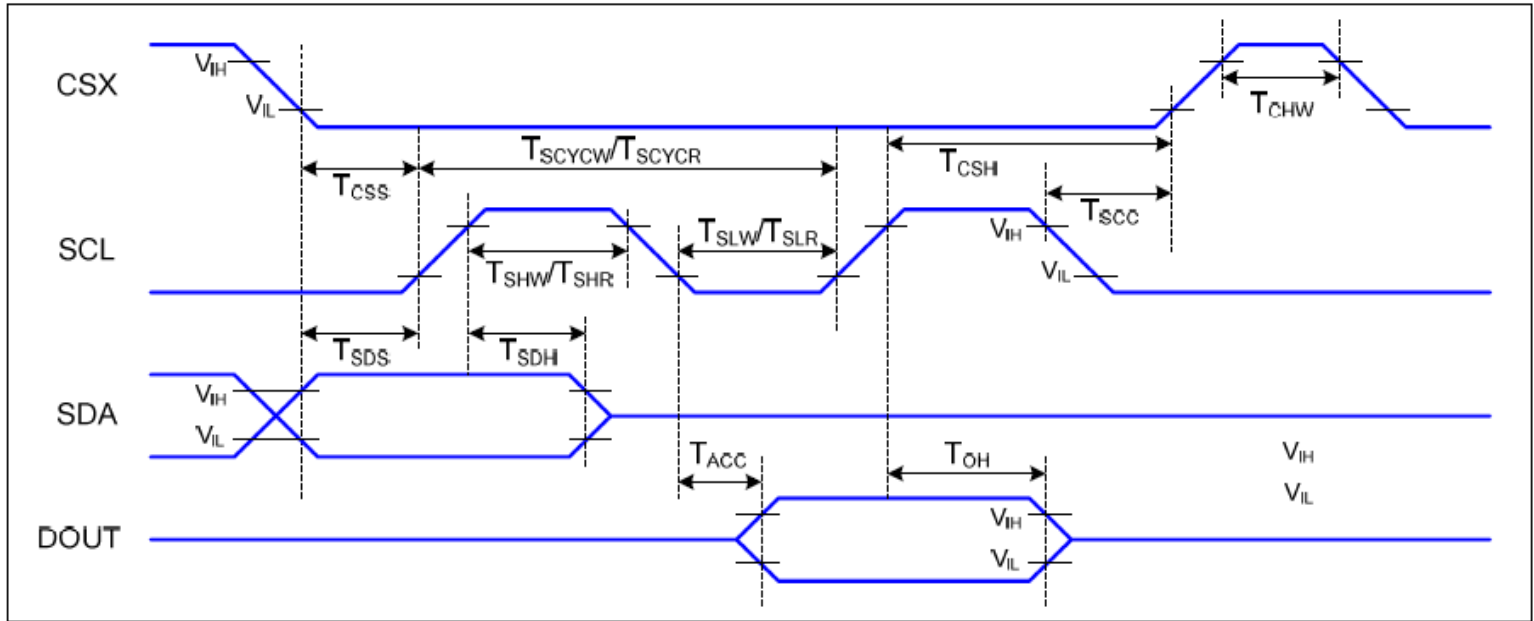 CSX
VIH
VIL
TCHW
TSCYCW/TSCYCR
TCSH
TCSS
TSCC
SCL
TSLW/TSLR
VIH
TSHW/TSHR
VIL
TSDS
TSDH
SDA
VIH
VIL
TACC
TOH
VIH
VIL
DOUT
VIH
VIL